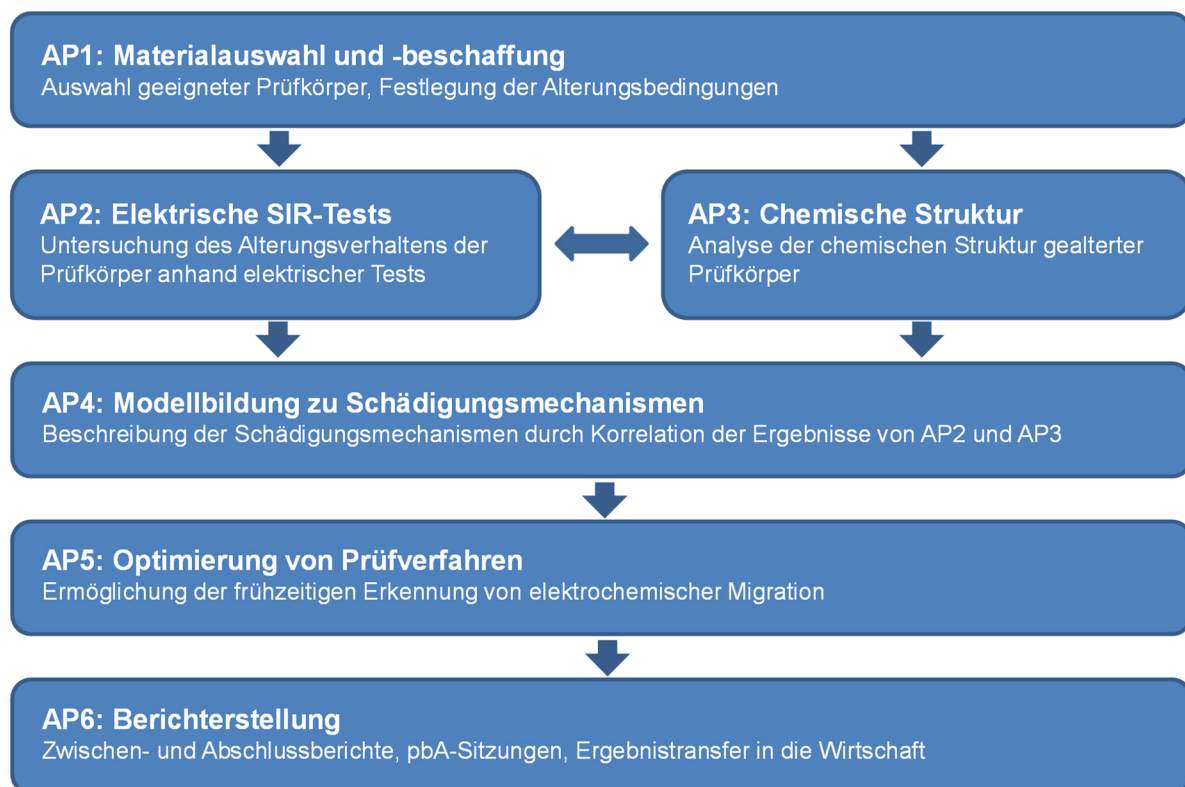 AP1: Materialauswahl und -beschaffung
Auswahl geeigneter Prüfkörper, Festlegung der Alterungsbedingungen
AP2: Elektrische SIR-Tests
Untersuchung des Alterungsverhaltens der
Prüfkörper anhand elektrischer Tests
AP3: Chemische Struktur
Analyse der chemischen Struktur gealterter
Prüfkörper
AP4: Modellbildung zu Schädigungsmechanismen
Beschreibung der Schädigungsmechanismen durch Korrelation der Ergebnisse von AP2 und AP3
AP5: Optimierung von Prüfverfahren
Ermöglichung der frühzeitigen Erkennung von elektrochemischer Migration
AP6: Berichterstellung
Zwischen- und Abschlussberichte, pbA-Sitzungen, Ergebnistransfer in die Wirtschaft